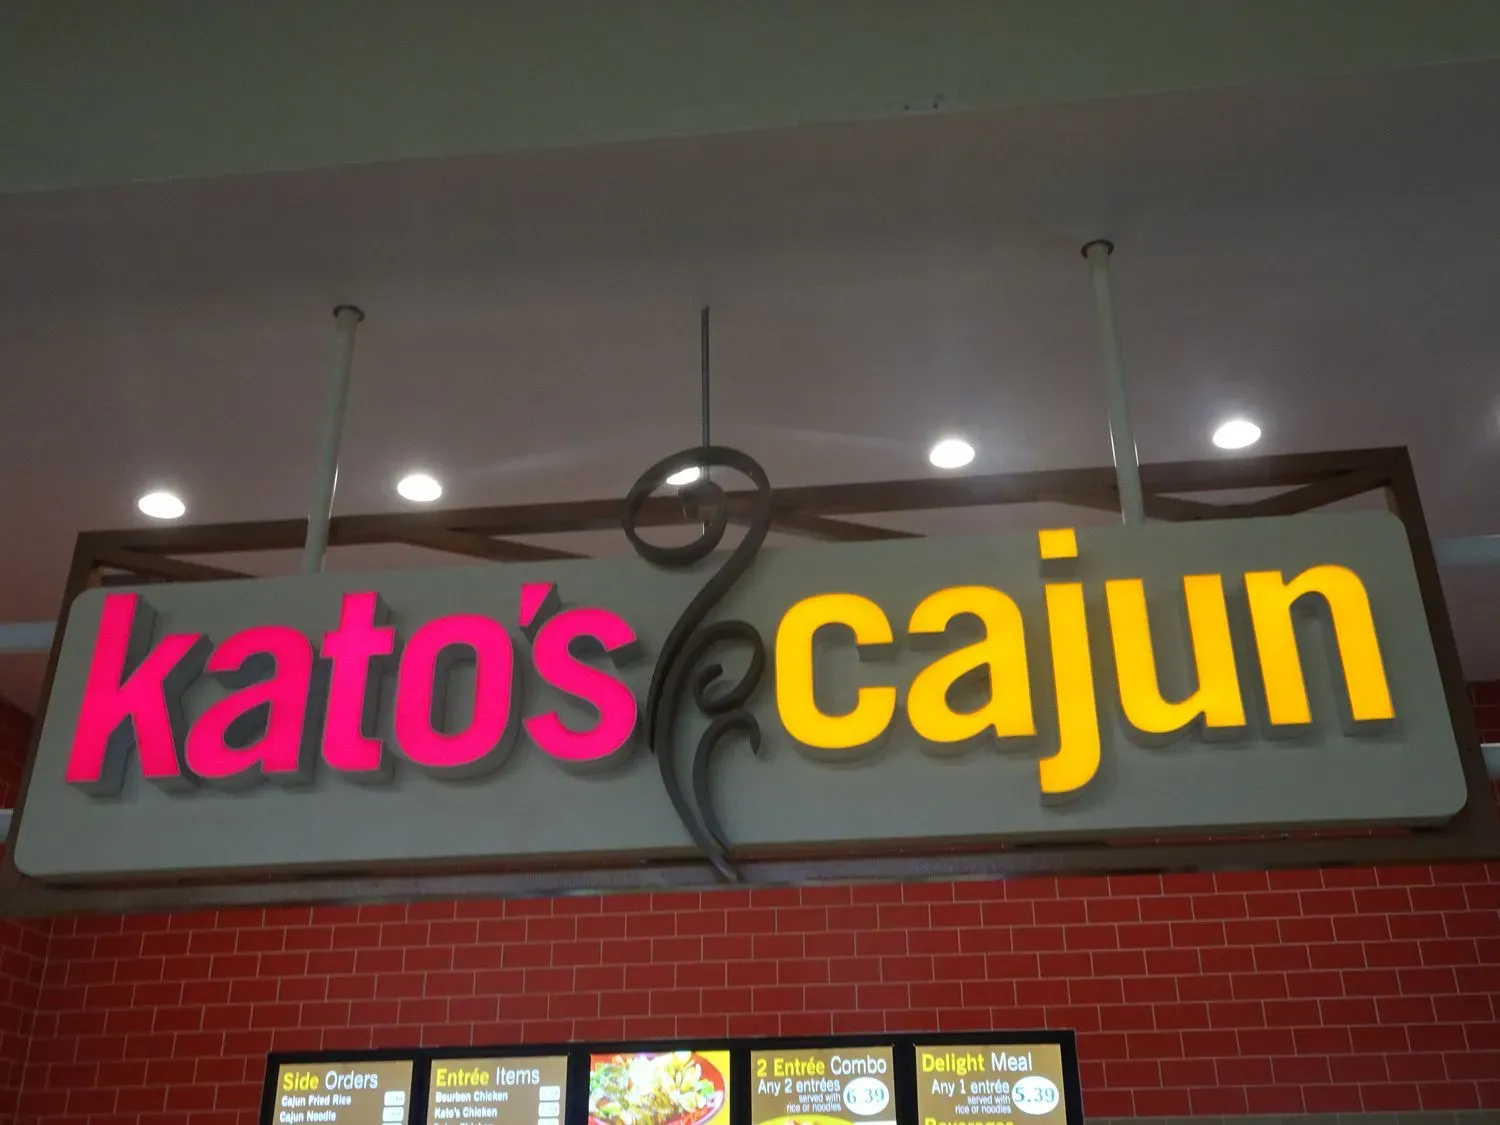 kato's cajun
Side Orders
Cajun Fried Rice
Cajun Noodle
Entrée Items
Bourbon Chicken
Kato's Chicken
2 Entrée Combo
Any 2 entrées
served with
rice or noodles
6.39
Delight Meal
Any 1 entrée
served with
rice or noodles
5.39
Beverages